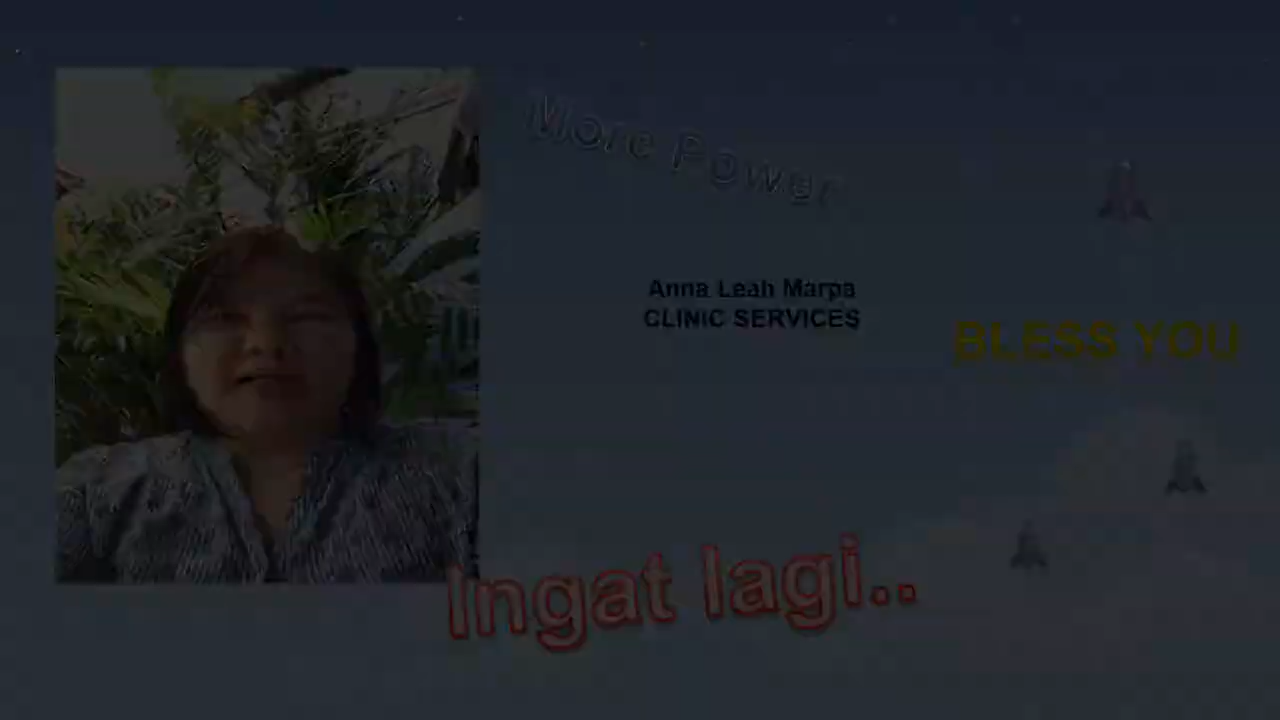 More Power
Anna Leah Marpa
CLINIC SERVICES
BLESS YOU
Ingat lagi..